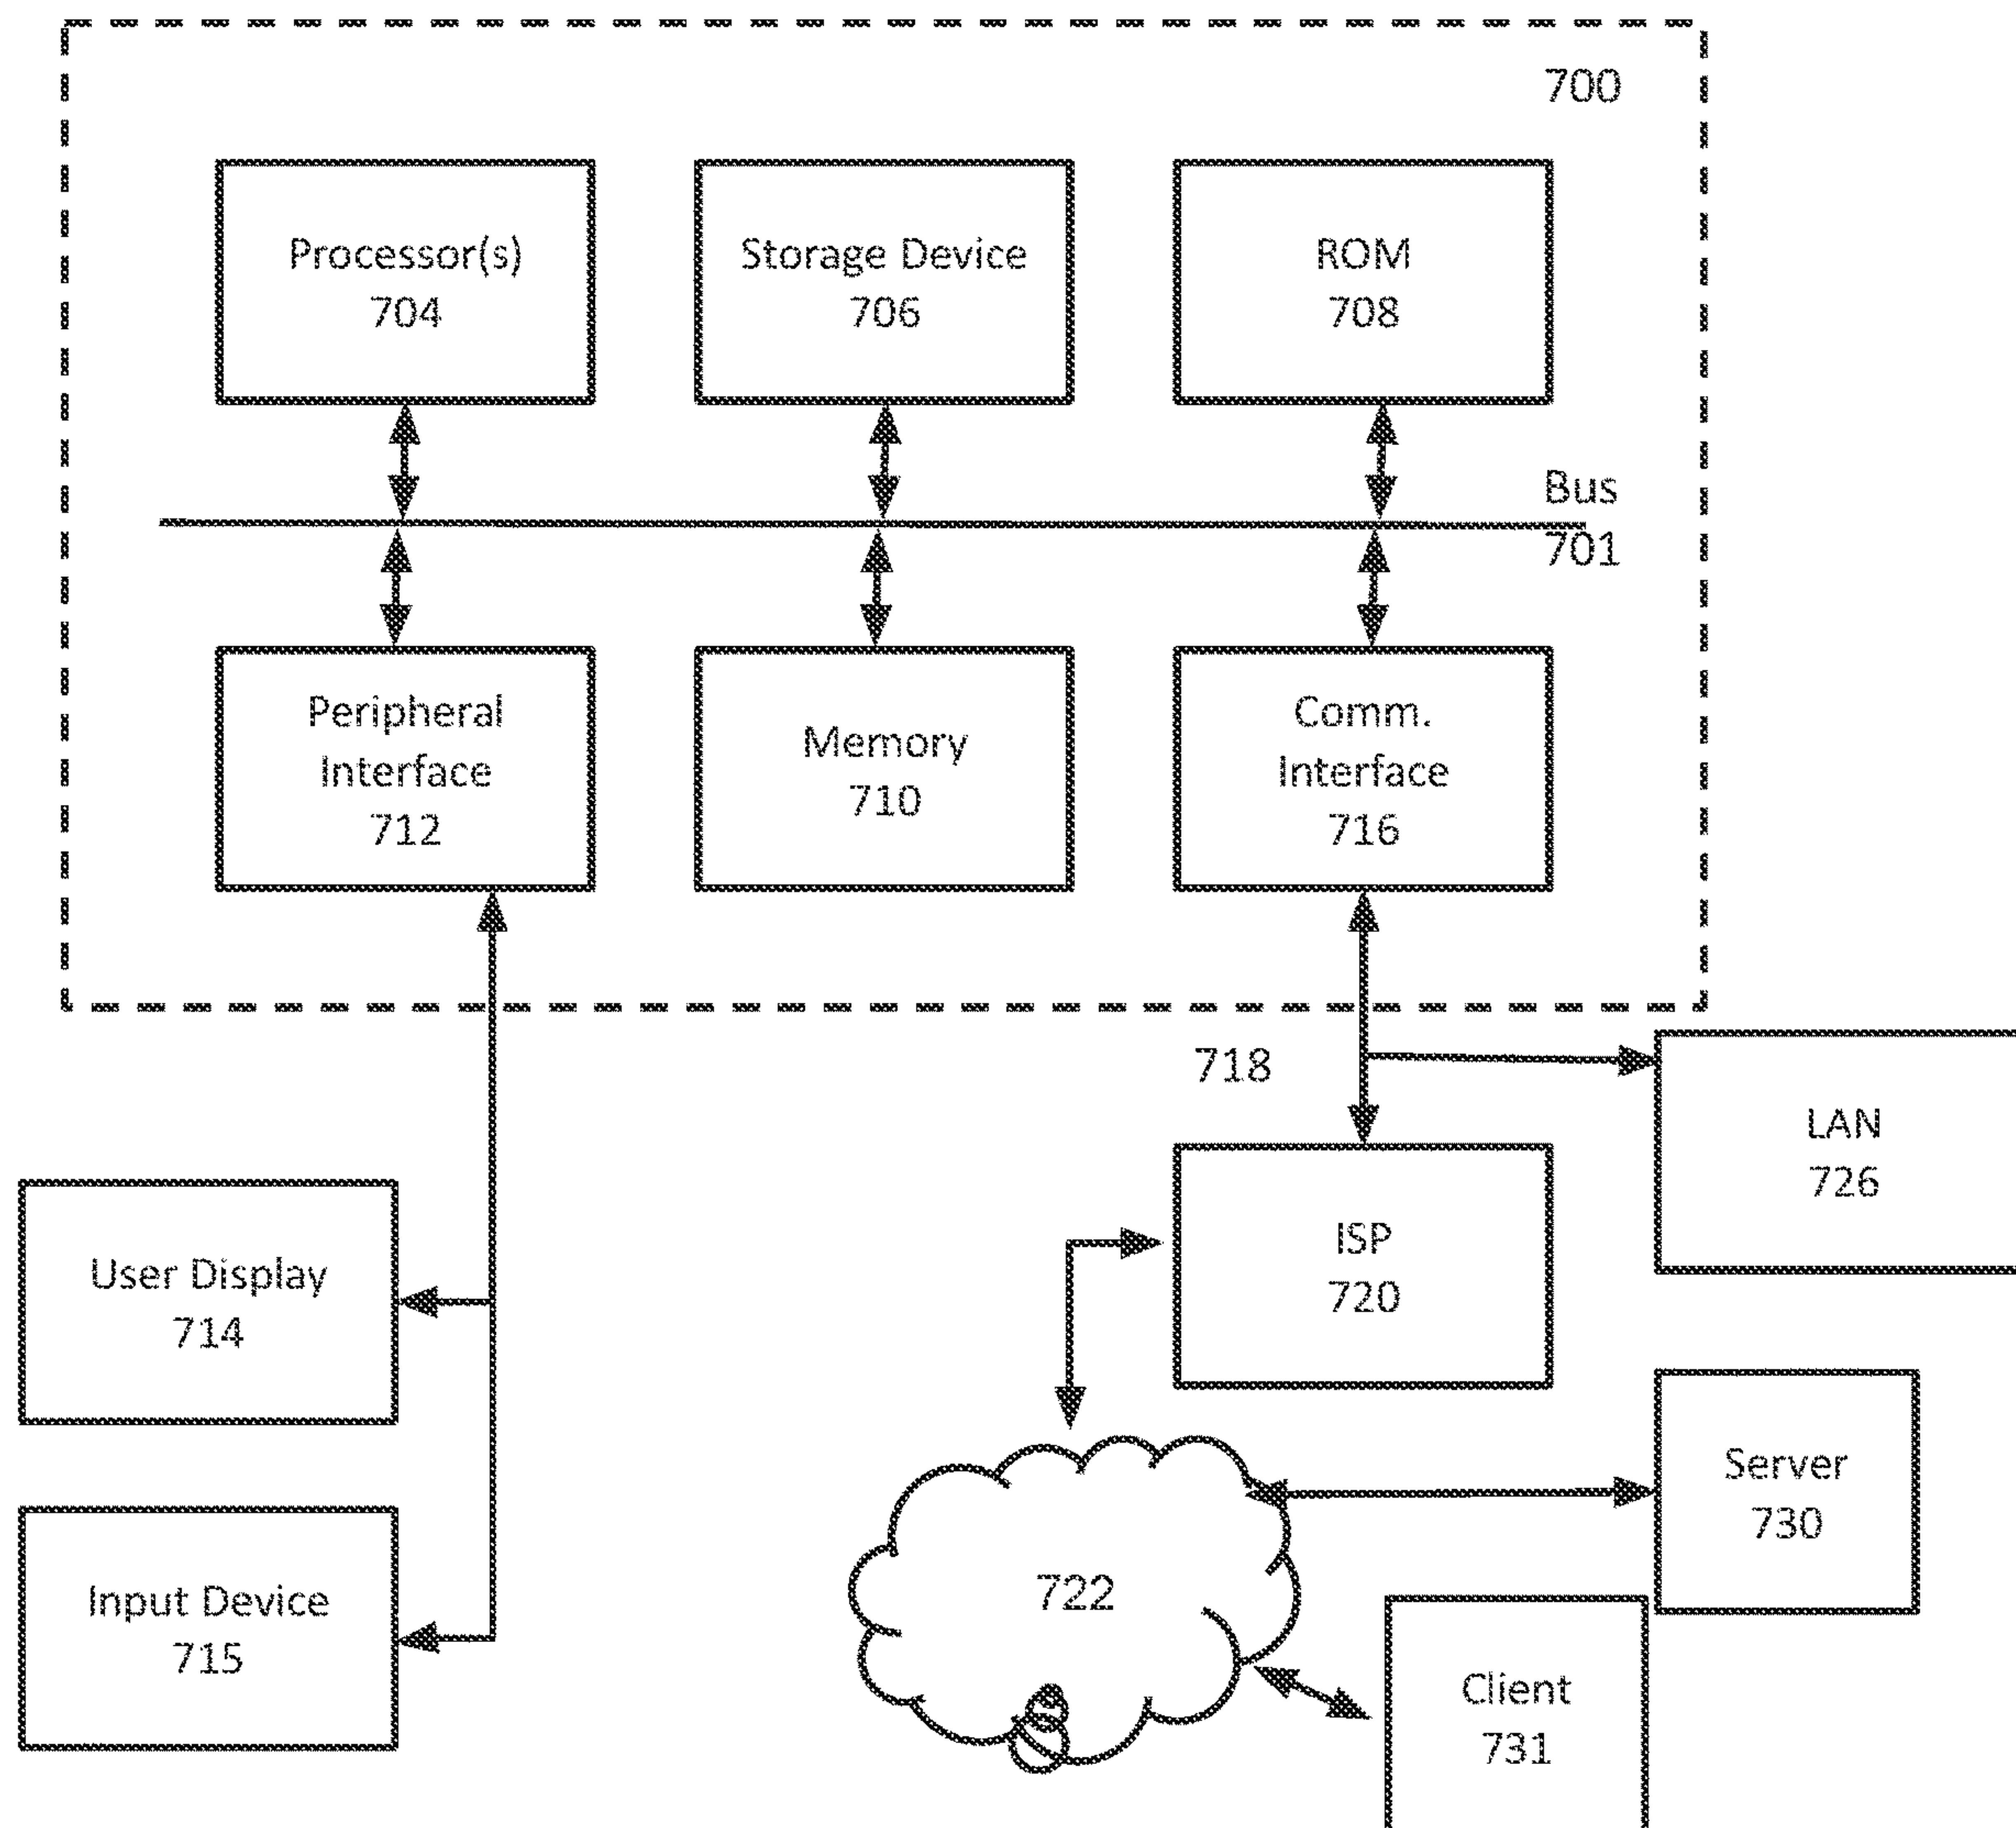 700
Processor(s)
704
Storage Device
706
ROM
708
Bus
701
Peripheral
Interface
712
Memory
710
Comm.
Interface
716
718
LAN
726
User Display
714
ISP
720
Server
730
Input Device
715
722
Client
731